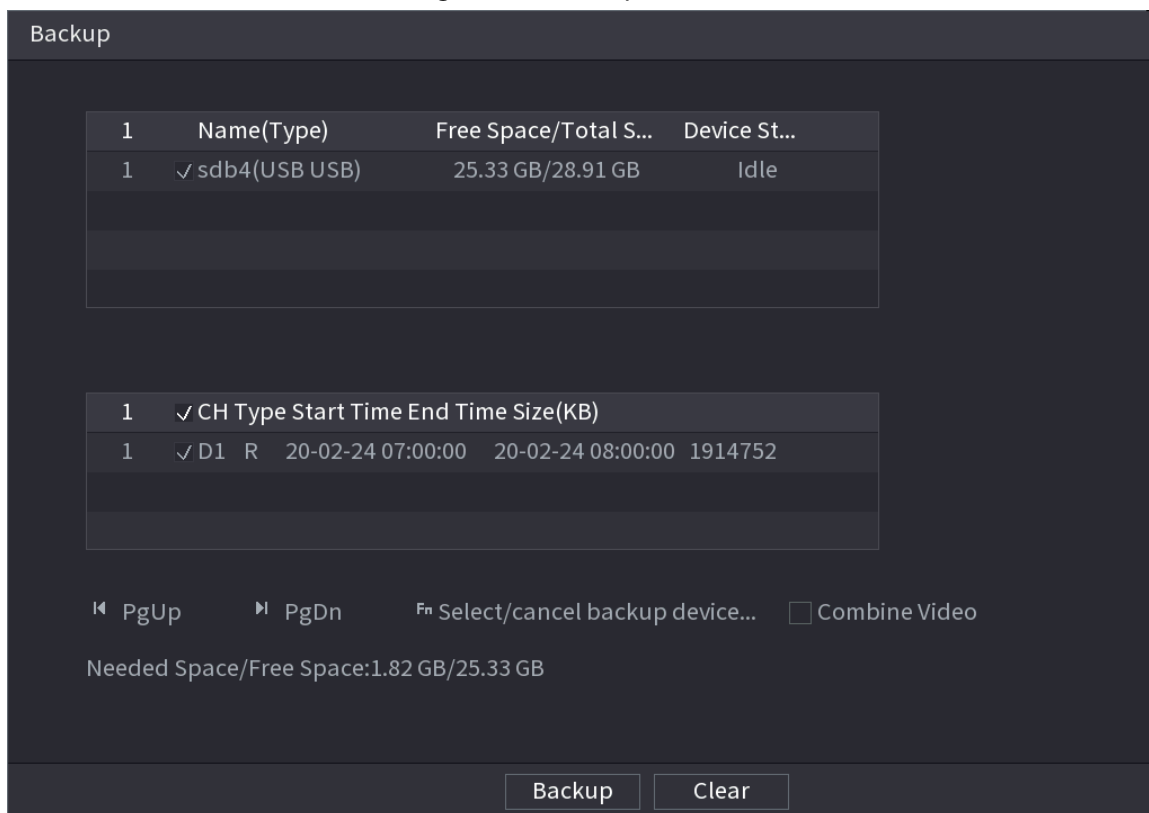 Backup
1 Name(Type) Free Space/Total S... Device St...
1 sdb4(USB USB) 25.33 GB/28.91 GB Idle
1 CH Type Start Time End Time Size(KB)
1 D1 R 20-02-24 07:00:00 20-02-24 08:00:00 1914752
PgUp PgDn Fn Select/cancel backup device... Combine Video
Needed Space/Free Space:1.82 GB/25.33 GB
Backup Clear